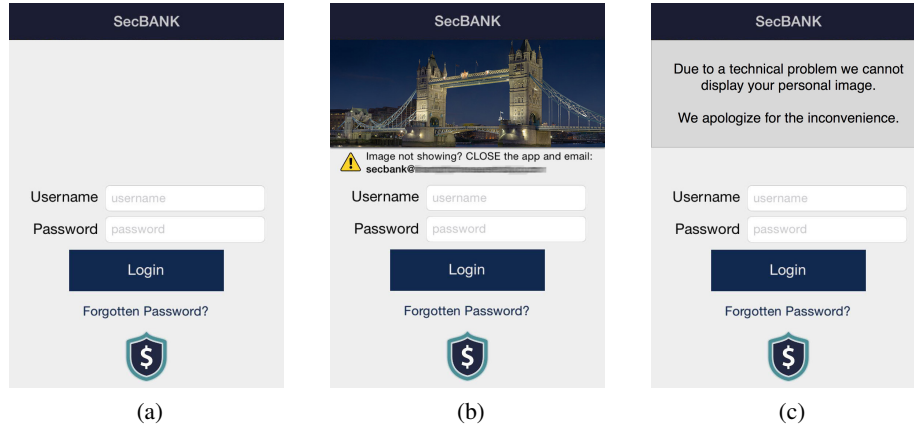 SecBANK
Username username
Password password
Login
Forgotten Password?
$
(a)
SecBANK
Image not showing? CLOSE the app and email:
secbank@
Username username
Password password
Login
Forgotten Password?
$
(b)
SecBANK
Due to a technical problem we cannot
display your personal image.
We apologize for the inconvenience.
Username username
Password password
Login
Forgotten Password?
$
(c)